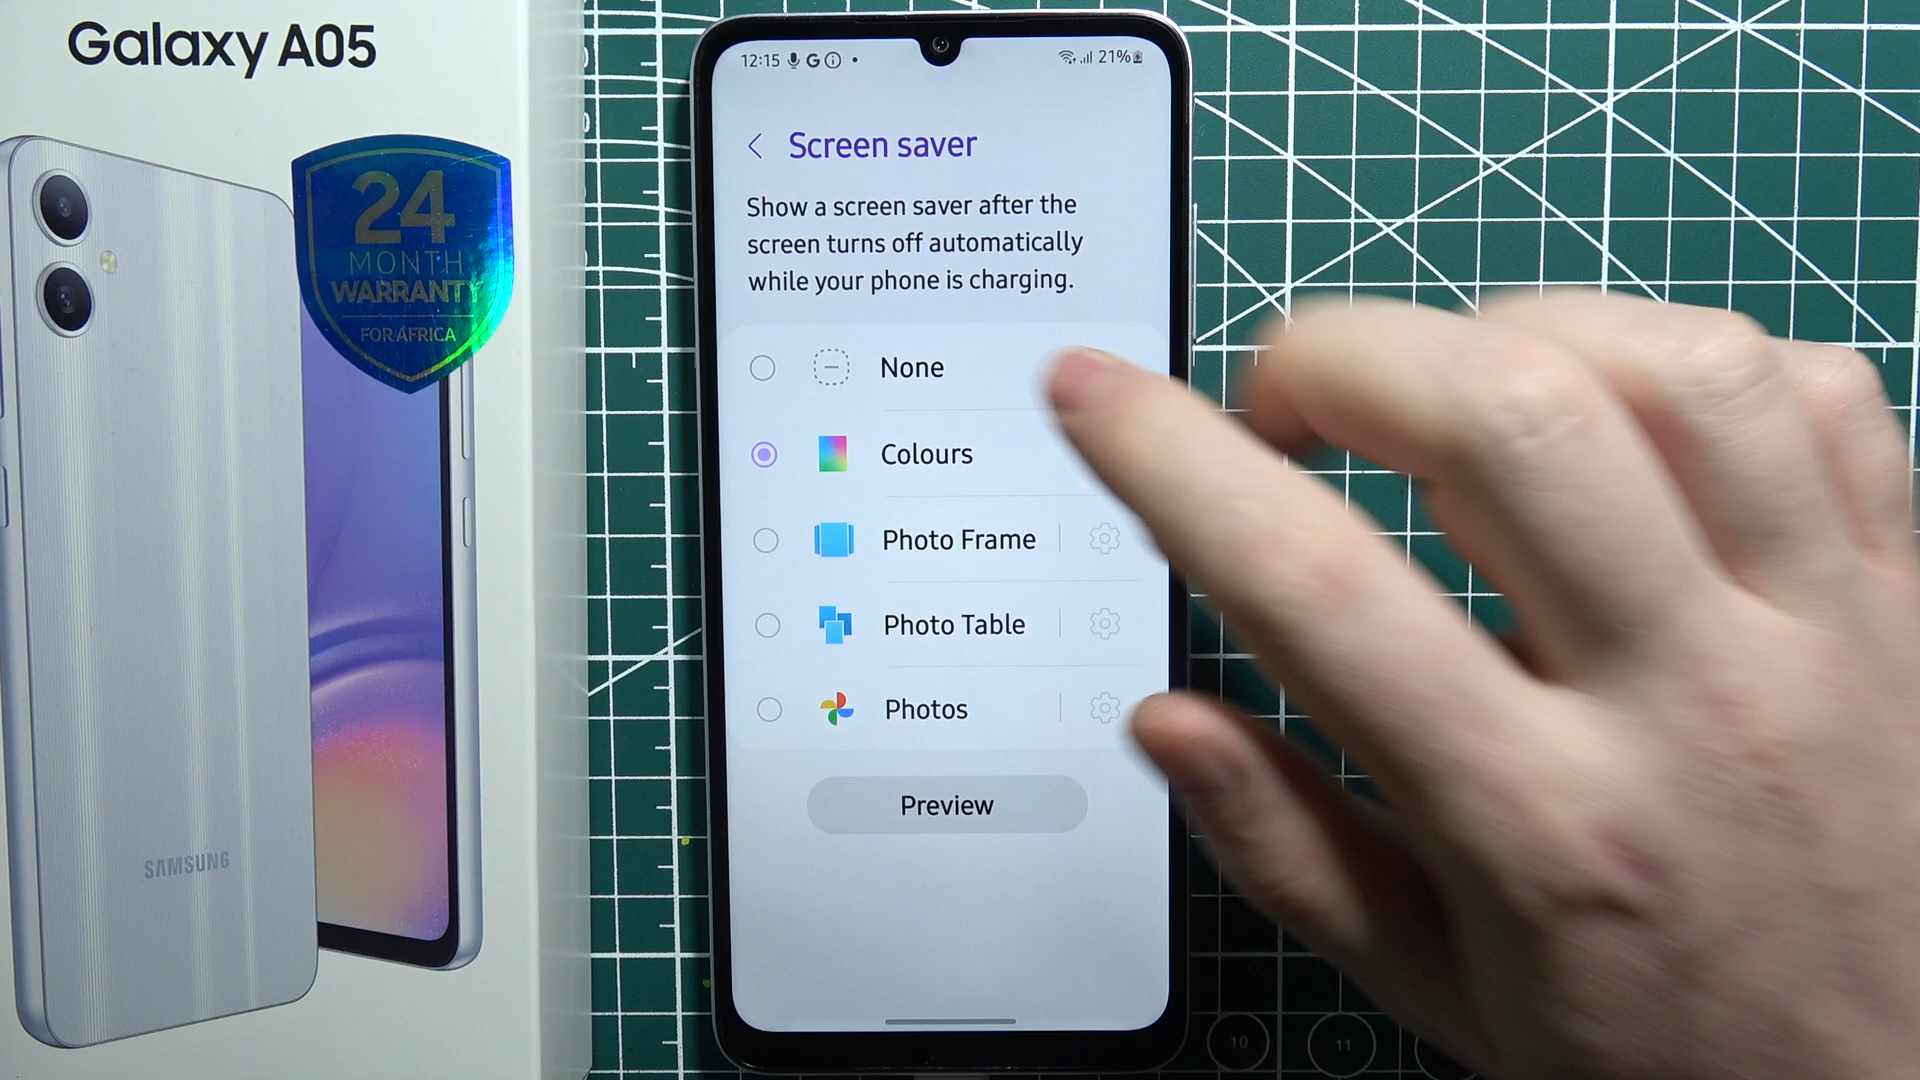 Galaxy A05
24
MONTH
WARRANTY
FOR AFRICA
SAMSUNG
12:15
21%
Screen saver
Show a screen saver after the
screen turns off automatically
while your phone is charging.
None
Colours
Photo Frame
Photo Table
Photos
Preview
10
11